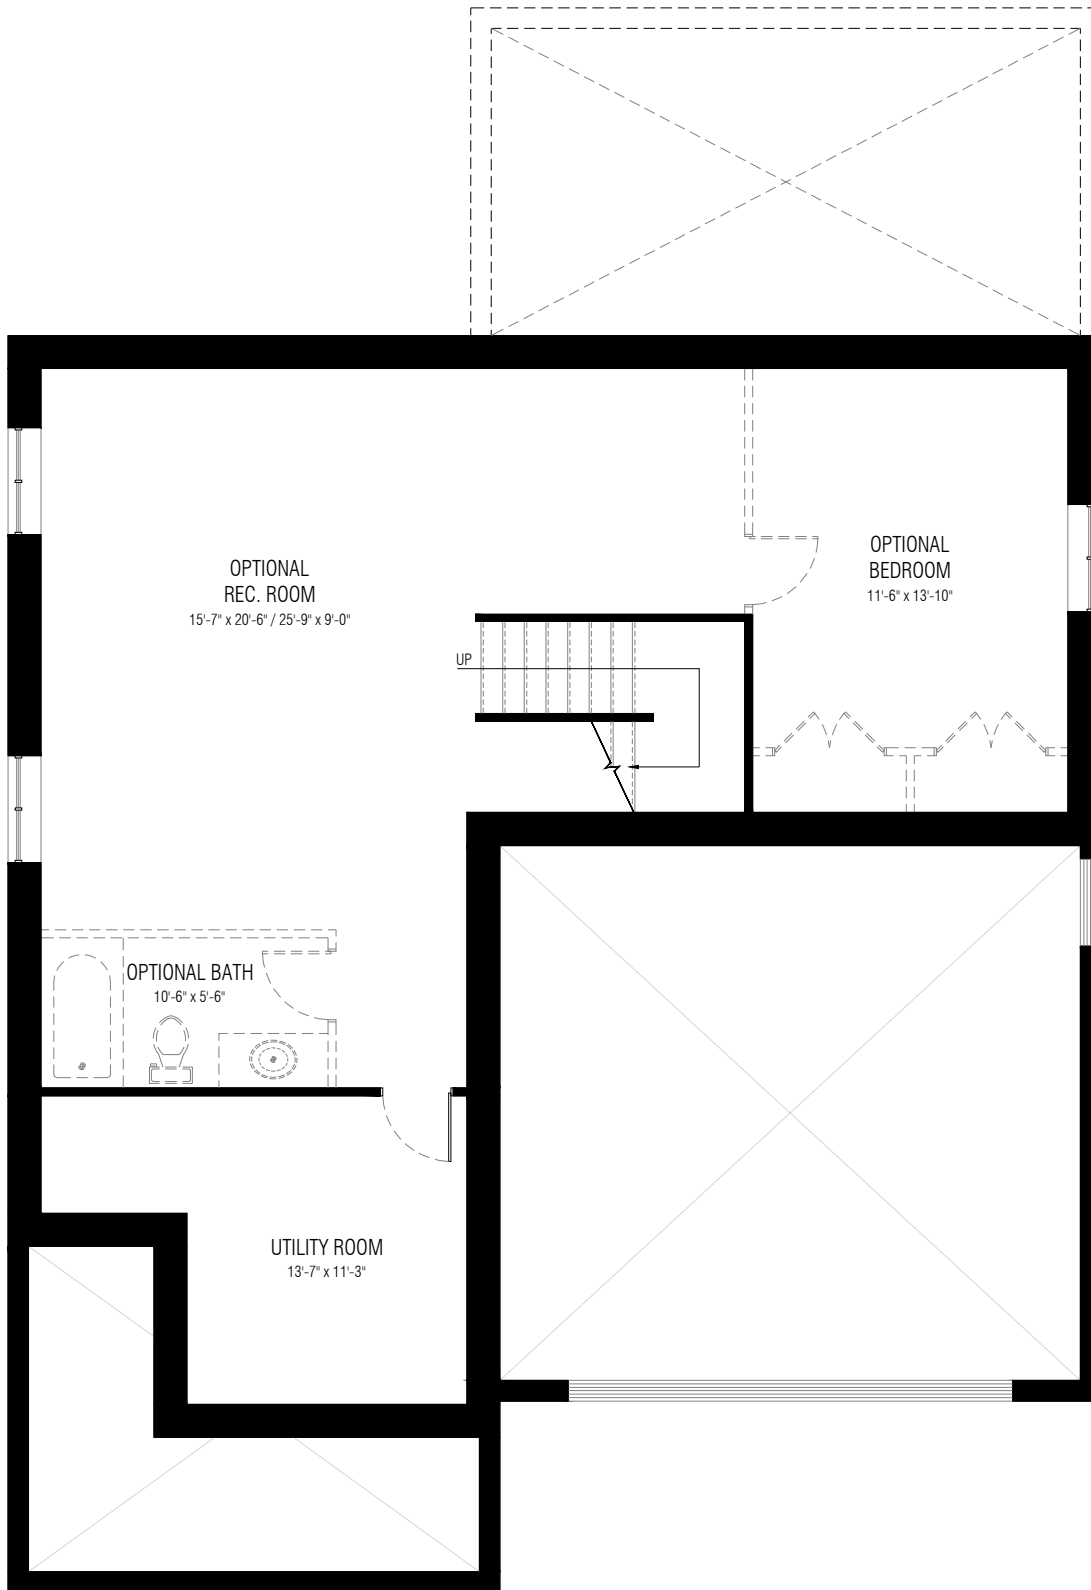 OPTIONAL
BEDROOM
11'-6" x 13'-10"
OPTIONAL
REC. ROOM
15'-7" x 20'-6" / 25'-9" x 9'-0"
UP
OPTIONAL BATH
10'-6" x 5'-6"
UTILITY ROOM
13'-7" x 11'-3"